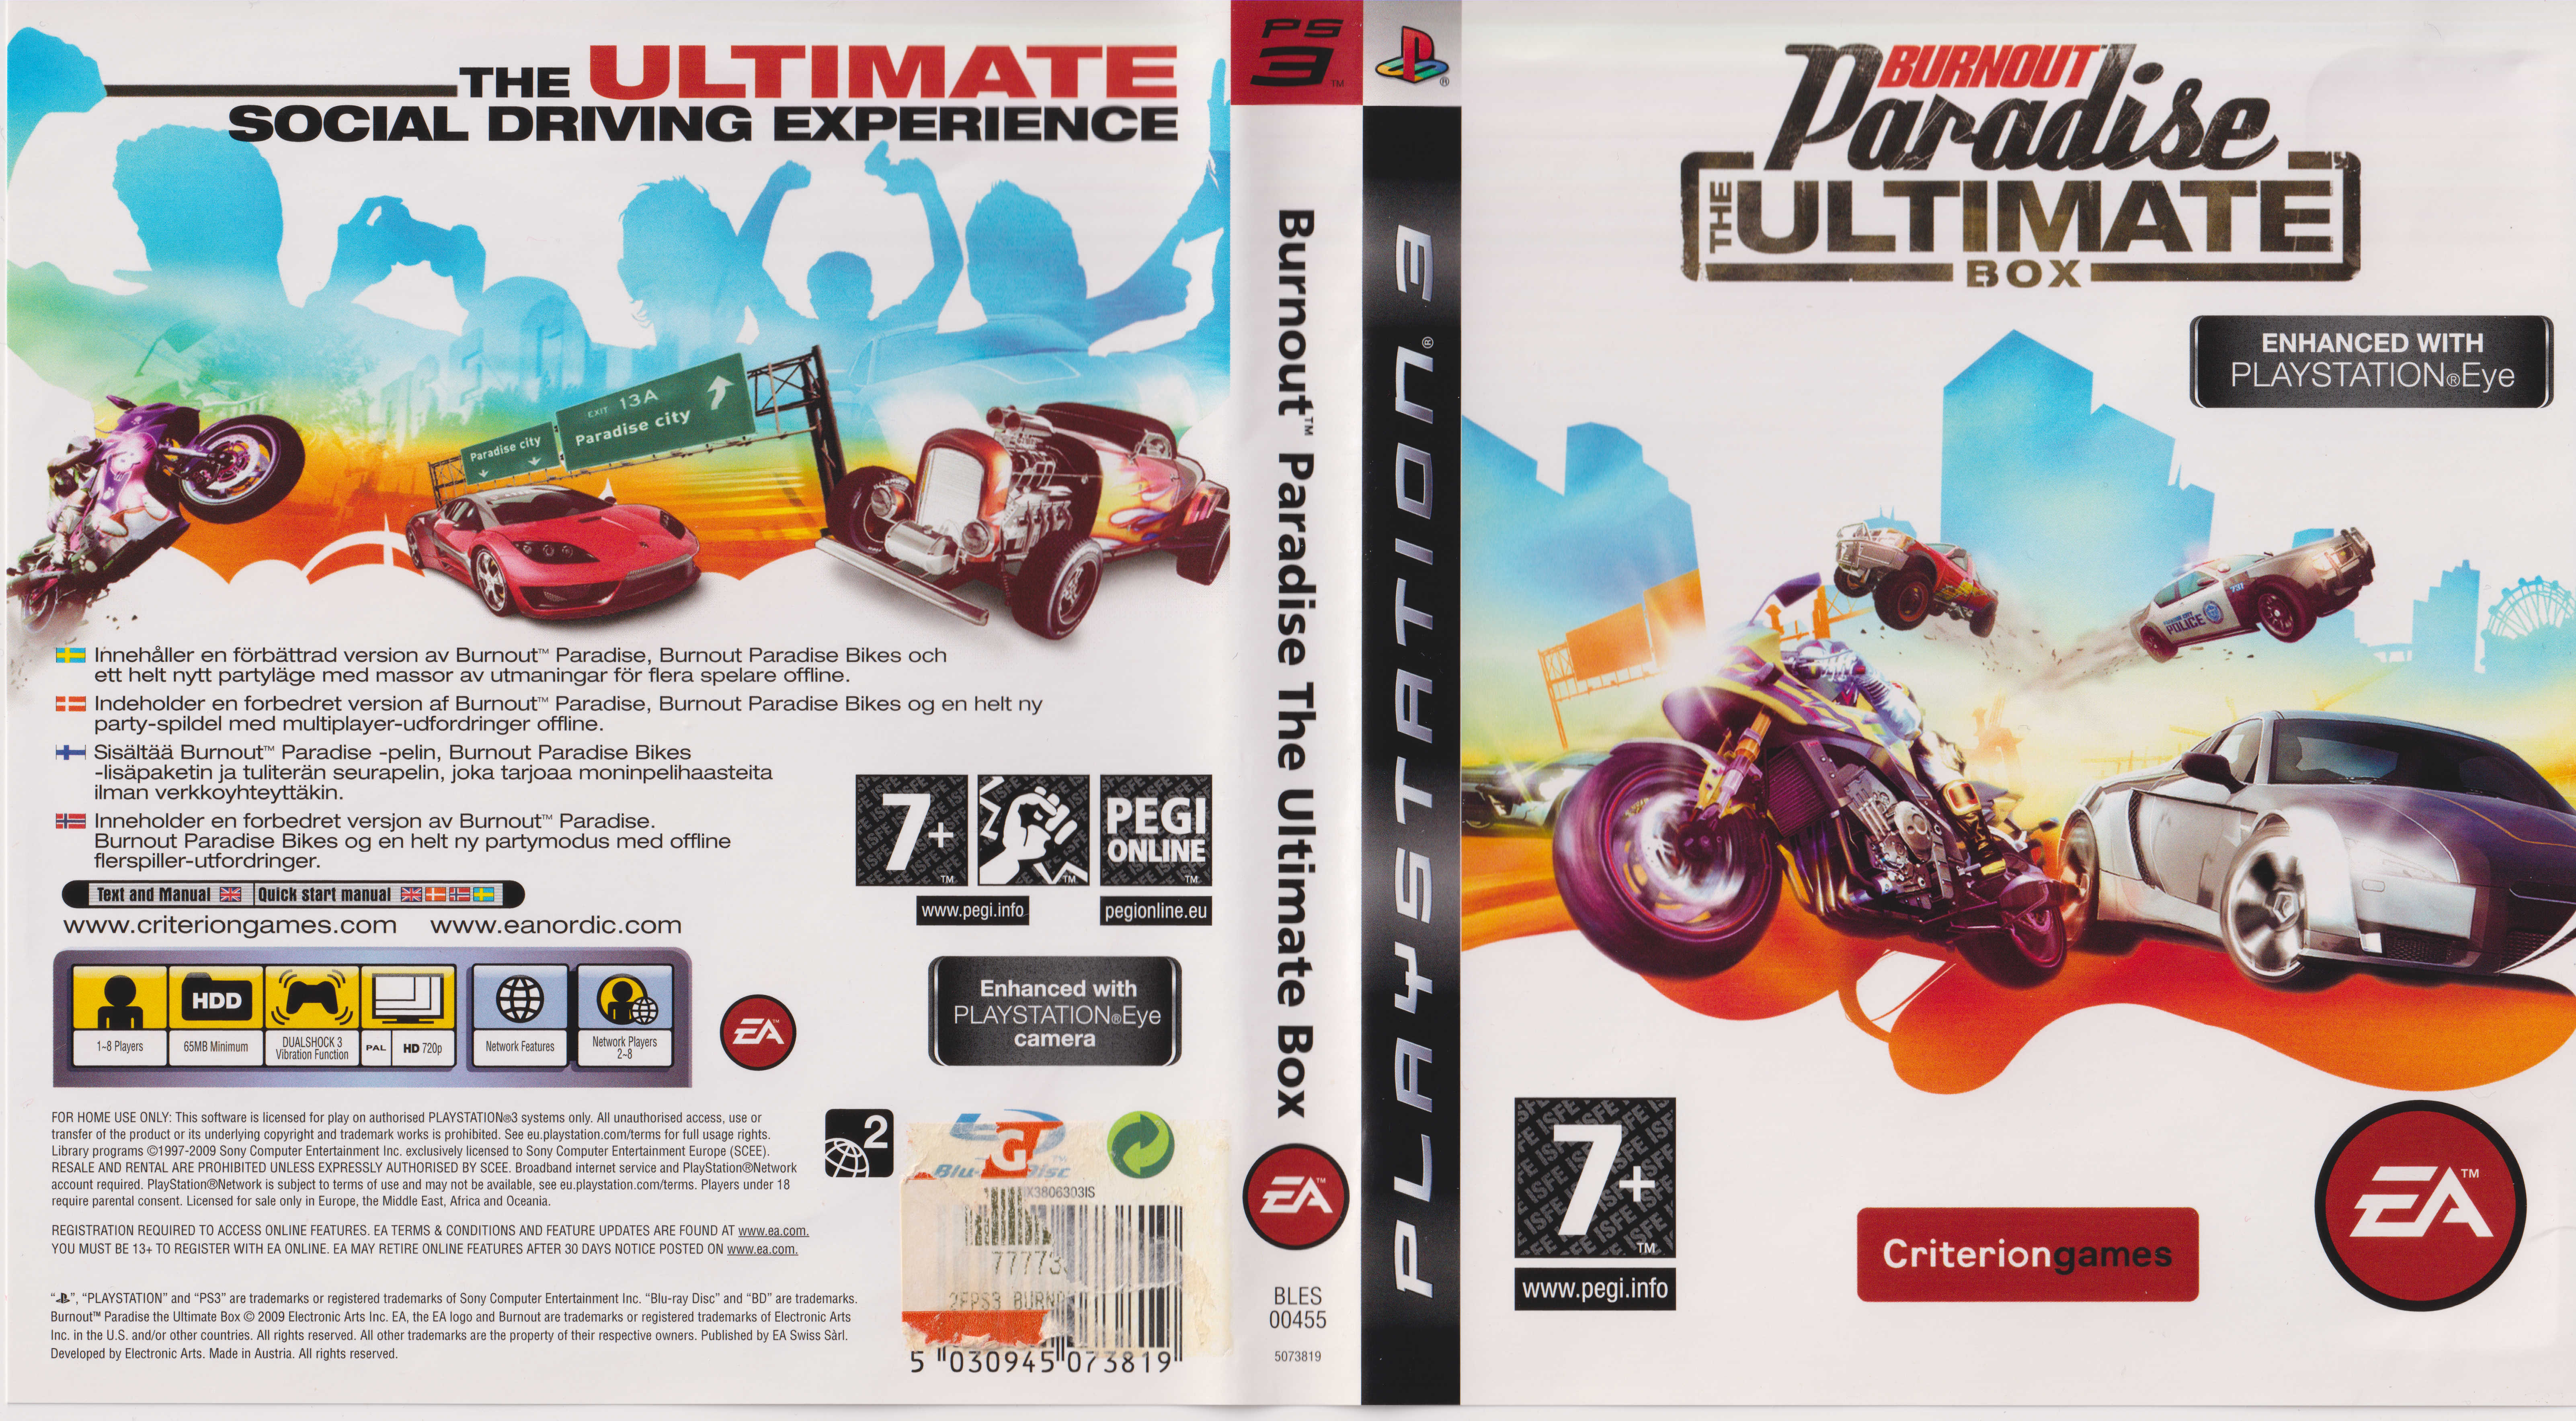 THE ULTIMATE
SOCIAL DRIVING EXPERIENCE
EXIT 13A
Paradise city
Paradise city
Innehåller en förbättrad version av Burnout™ Paradise, Burnout Paradise Bikes och
ett helt nytt partyläge med massor av utmaningar för flera spelare offline.
Indeholder en forbedret version af Burnout™ Paradise, Burnout Paradise Bikes og en helt ny
party-spildel med multiplayer-udfordringer offline.
Sisältää Burnout™ Paradise -pelin, Burnout Paradise Bikes
-lisäpaketin ja tuliterän seurapelin, joka tarjoaa moninpelihaasteita
ilman verkkoyhteyttäkin.
Inneholder en forbedret versjon av Burnout™ Paradise.
Burnout Paradise Bikes og en helt ny partymodus med offline
flerspiller-utfordringer.
Text and Manual Quick start manual
www.criteriongames.com www.eanordic.com
7+ ™
™
PEGI
ONLINE
™
www.pegi.info
pegionline.eu
HDD
1~8 Players
65MB Minimum
DUALSHOCK 3
Vibration Function
PAL HD 720p
Network Features
Network Players
2~8
EA™
Enhanced with
PLAYSTATION®Eye
camera
FOR HOME USE ONLY: This software is licensed for play on authorised PLAYSTATION®3 systems only. All unauthorised access, use or
transfer of the product or its underlying copyright and trademark works is prohibited. See eu.playstation.com/terms for full usage rights.
Library programs ©1997-2009 Sony Computer Entertainment Inc. exclusively licensed to Sony Computer Entertainment Europe (SCEE).
RESALE AND RENTAL ARE PROHIBITED UNLESS EXPRESSLY AUTHORISED BY SCEE. Broadband internet service and PlayStation®Network
account required. PlayStation®Network is subject to terms of use and may not be available, see eu.playstation.com/terms. Players under 18
require parental consent. Licensed for sale only in Europe, the Middle East, Africa and Oceania.
REGISTRATION REQUIRED TO ACCESS ONLINE FEATURES. EA TERMS & CONDITIONS AND FEATURE UPDATES ARE FOUND AT www.ea.com.
YOU MUST BE 13+ TO REGISTER WITH EA ONLINE. EA MAY RETIRE ONLINE FEATURES AFTER 30 DAYS NOTICE POSTED ON www.ea.com.
"", "PLAYSTATION" and "PS3" are trademarks or registered trademarks of Sony Computer Entertainment Inc. "Blu-ray Disc" and "BD" are trademarks.
Burnout™ Paradise the Ultimate Box © 2009 Electronic Arts Inc. EA, the EA logo and Burnout are trademarks or registered trademarks of Electronic Arts
Inc. in the U.S. and/or other countries. All rights reserved. All other trademarks are the property of their respective owners. Published by EA Swiss Sàrl.
Developed by Electronic Arts. Made in Austria. All rights reserved.
2
G
X3806303IS
77773
2FPS3 BURN
5 030945 073819
PS3™
Burnout™ Paradise The Ultimate Box
EA™
BLES
00455
5073819
PLAYSTATION®3
BURNOUT
Paradise
THE ULTIMATE
BOX
ENHANCED WITH
PLAYSTATION®Eye
POLICE
731
7+ ™
www.pegi.info
Criteriongames
EA™